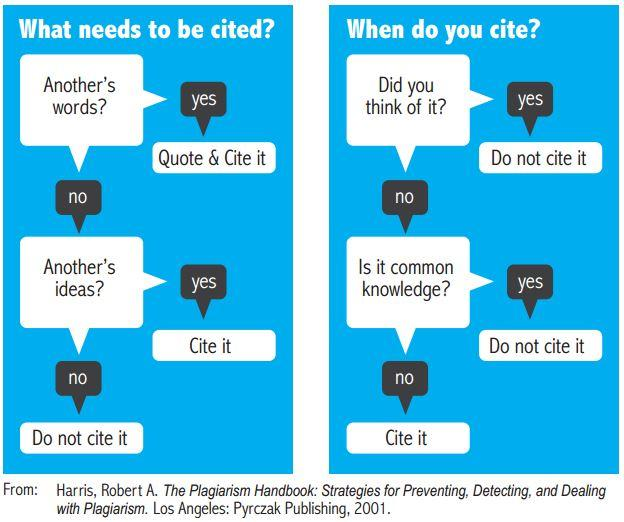 What needs to be cited?
Another's
words?
yes
Quote & Cite it
no
Another's
ideas?
yes
Cite it
no
Do not cite it
When do you cite?
Did you
think of it?
yes
Do not cite it
no
Is it common
knowledge?
yes
Do not cite it
no
Cite it
From: Harris, Robert A. The Plagiarism Handbook: Strategies for Preventing, Detecting, and Dealing
with Plagiarism. Los Angeles: Pyrczak Publishing, 2001.